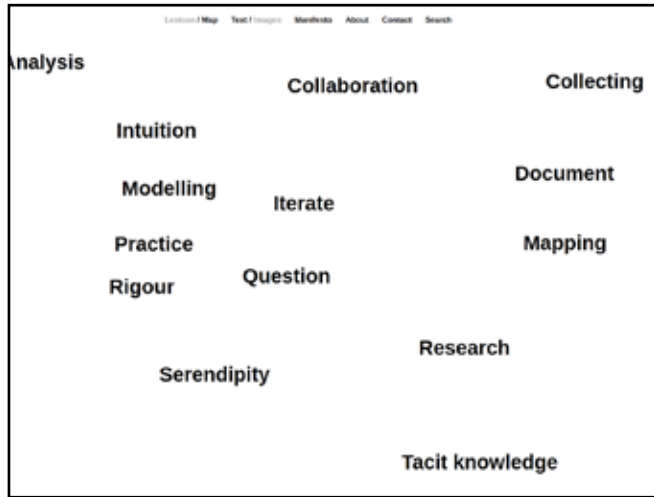 Lexicon / Map Text / Images Manifesto About Contact Search
Analysis
Collaboration
Collecting
Intuition
Document
Modelling
Iterate
Practice
Mapping
Question
Rigour
Research
Serendipity
Tacit knowledge